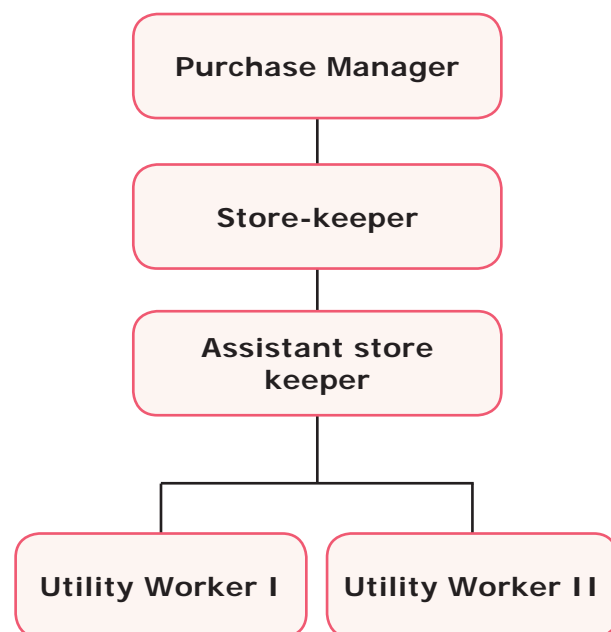 Purchase Manager
Store-keeper
Assistant store
keeper
Utility Worker I
Utility Worker II